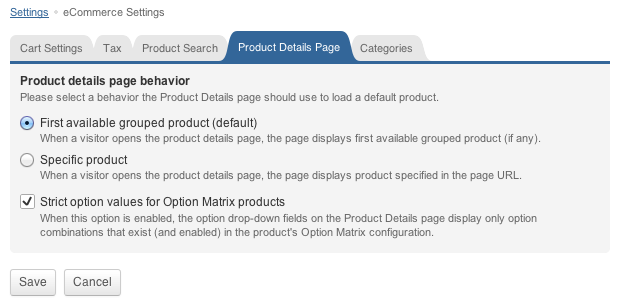 Settings • eCommerce Settings
Cart Settings Tax Product Search Product Details Page Categories
Product details page behavior
Please select a behavior the Product Details page should use to load a default product.
First available grouped product (default)
When a visitor opens the product details page, the page displays first available grouped product (if any).
Specific product
When a visitor opens the product details page, the page displays product specified in the page URL.
Strict option values for Option Matrix products
When this option is enabled, the option drop-down fields on the Product Details page display only option
combinations that exist (and enabled) in the product's Option Matrix configuration.
Save Cancel